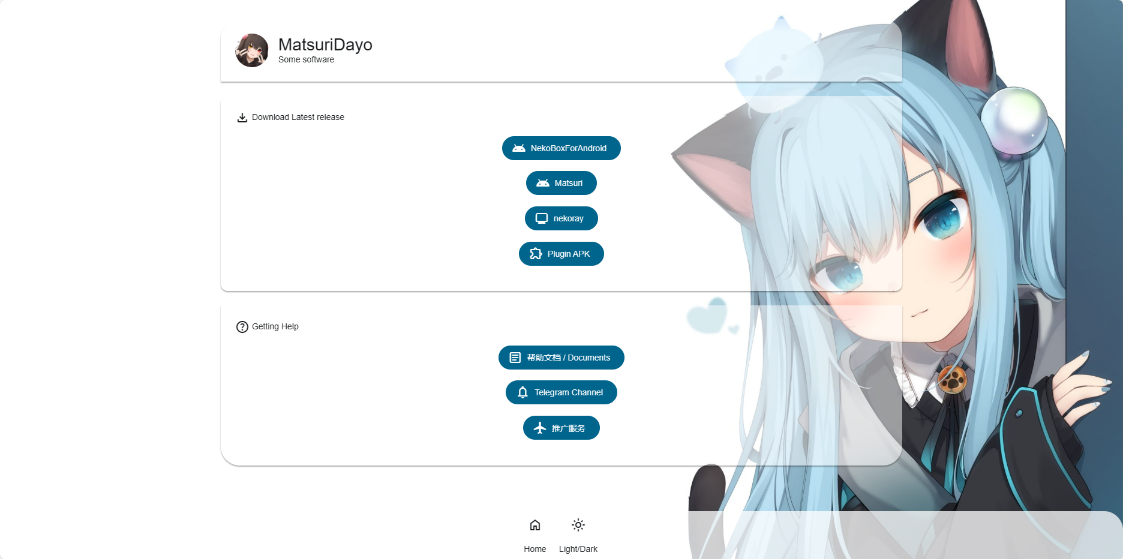 MatsuriDayo
Some software
Download Latest release
NekoBoxForAndroid
Matsuri
nekoray
Plugin APK
Getting Help
帮助文档 / Documents
Telegram Channel
推广服务
Home
Light/Dark